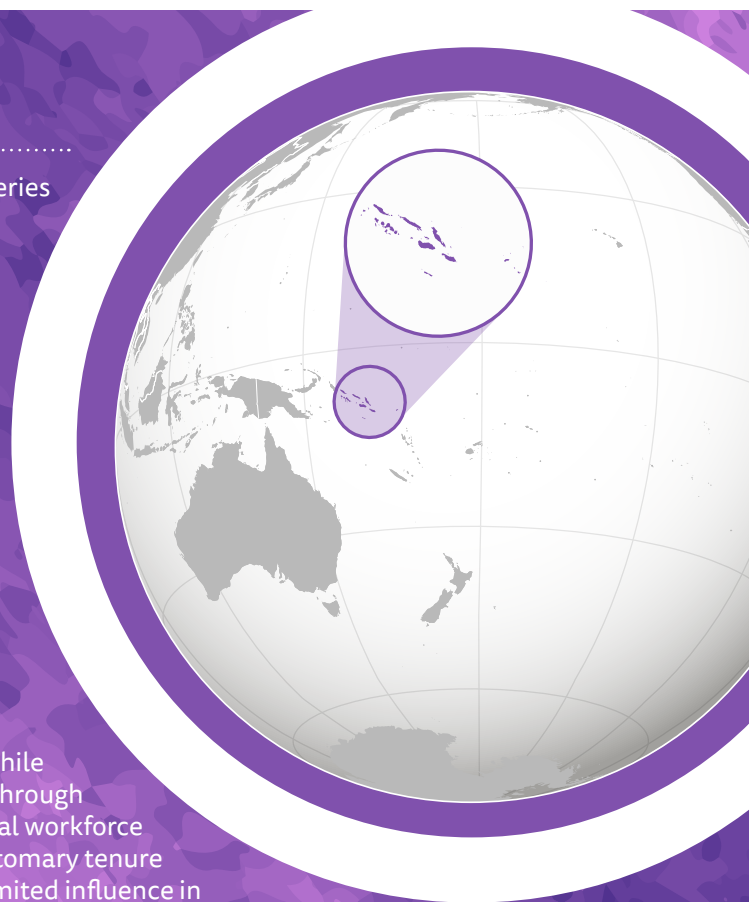 eries
hile
hrough
al workforce
tomary tenure
mited influence in